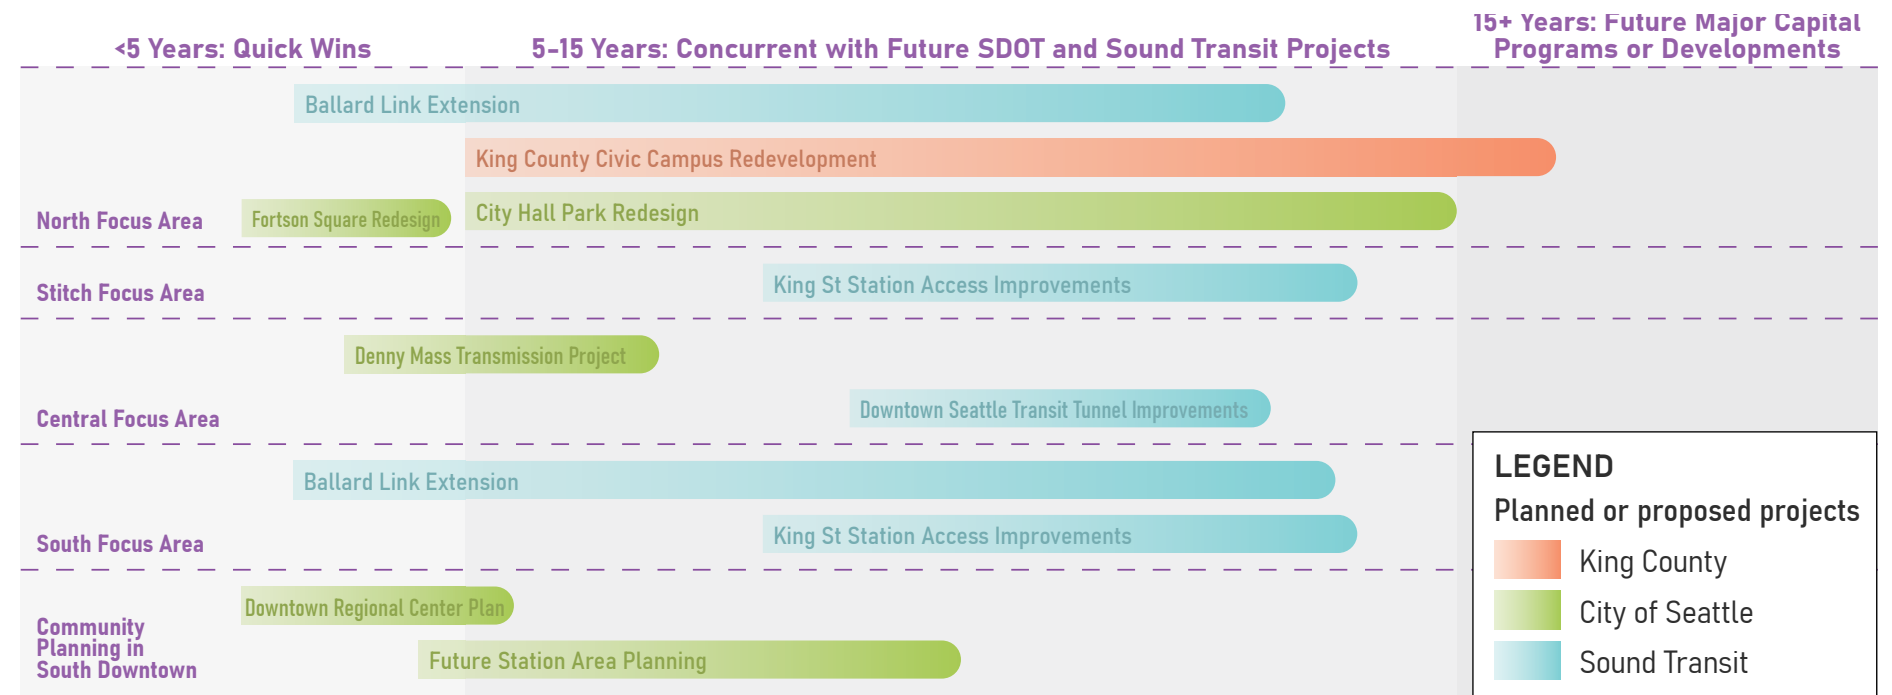 <5 Years: Quick Wins
5-15 Years: Concurrent with Future SDOT and Sound Transit Projects
15+ Years: Future Major Capital
Programs or Developments
Ballard Link Extension
King County Civic Campus Redevelopment
North Focus Area
Fortson Square Redesign
City Hall Park Redesign
Stitch Focus Area
King St Station Access Improvements
Denny Mass Transmission Project
Central Focus Area
Downtown Seattle Transit Tunnel Improvements
Ballard Link Extension
South Focus Area
King St Station Access Improvements
Community
Planning in
South Downtown
Downtown Regional Center Plan
Future Station Area Planning
LEGEND
Planned or proposed projects
King County
City of Seattle
Sound Transit